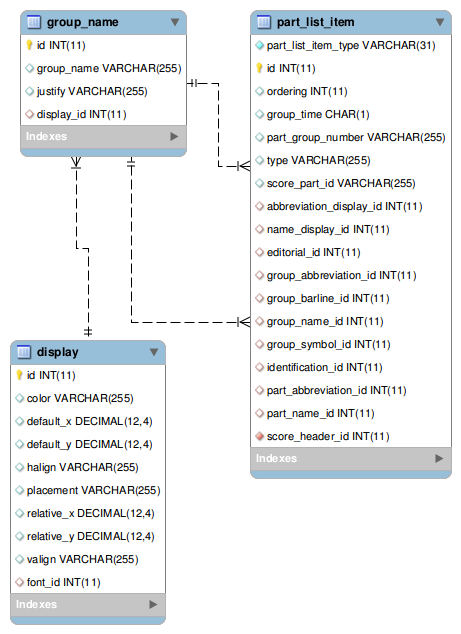 group_name
id INT(11)
group_name VARCHAR(255)
justify VARCHAR(255)
display_id INT(11)
Indexes
part_list_item
part_list_item_type VARCHAR(31)
id INT(11)
ordering INT(11)
group_time CHAR(1)
part_group_number VARCHAR(255)
type VARCHAR(255)
score_part_id VARCHAR(255)
abbreviation_display_id INT(11)
name_display_id INT(11)
editorial_id INT(11)
group_abbreviation_id INT(11)
group_barline_id INT(11)
group_name_id INT(11)
group_symbol_id INT(11)
identification_id INT(11)
part_abbreviation_id INT(11)
part_name_id INT(11)
score_header_id INT(11)
Indexes
display
id INT(11)
color VARCHAR(255)
default_x DECIMAL(12,4)
default_y DECIMAL(12,4)
halign VARCHAR(255)
placement VARCHAR(255)
relative_x DECIMAL(12,4)
relative_y DECIMAL(12,4)
valign VARCHAR(255)
font_id INT(11)
Indexes